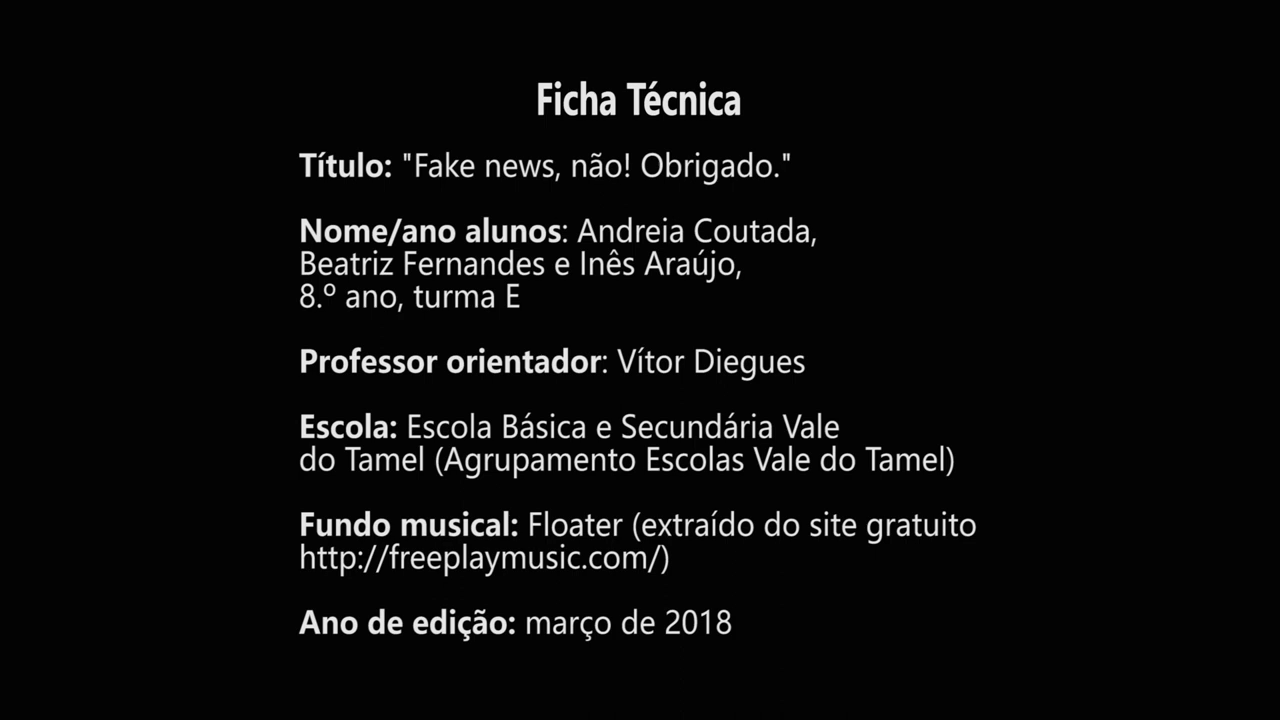 Ficha Técnica
Título: "Fake news, não! Obrigado."
Nome/ano alunos: Andreia Coutada,
Beatriz Fernandes e Inês Araújo,
8.º ano, turma E
Professor orientador: Vítor Diegues
Escola: Escola Básica e Secundária Vale
do Tamel (Agrupamento Escolas Vale do Tamel)
Fundo musical: Floater (extraído do site gratuito
http://freeplaymusic.com/)
Ano de edição: março de 2018